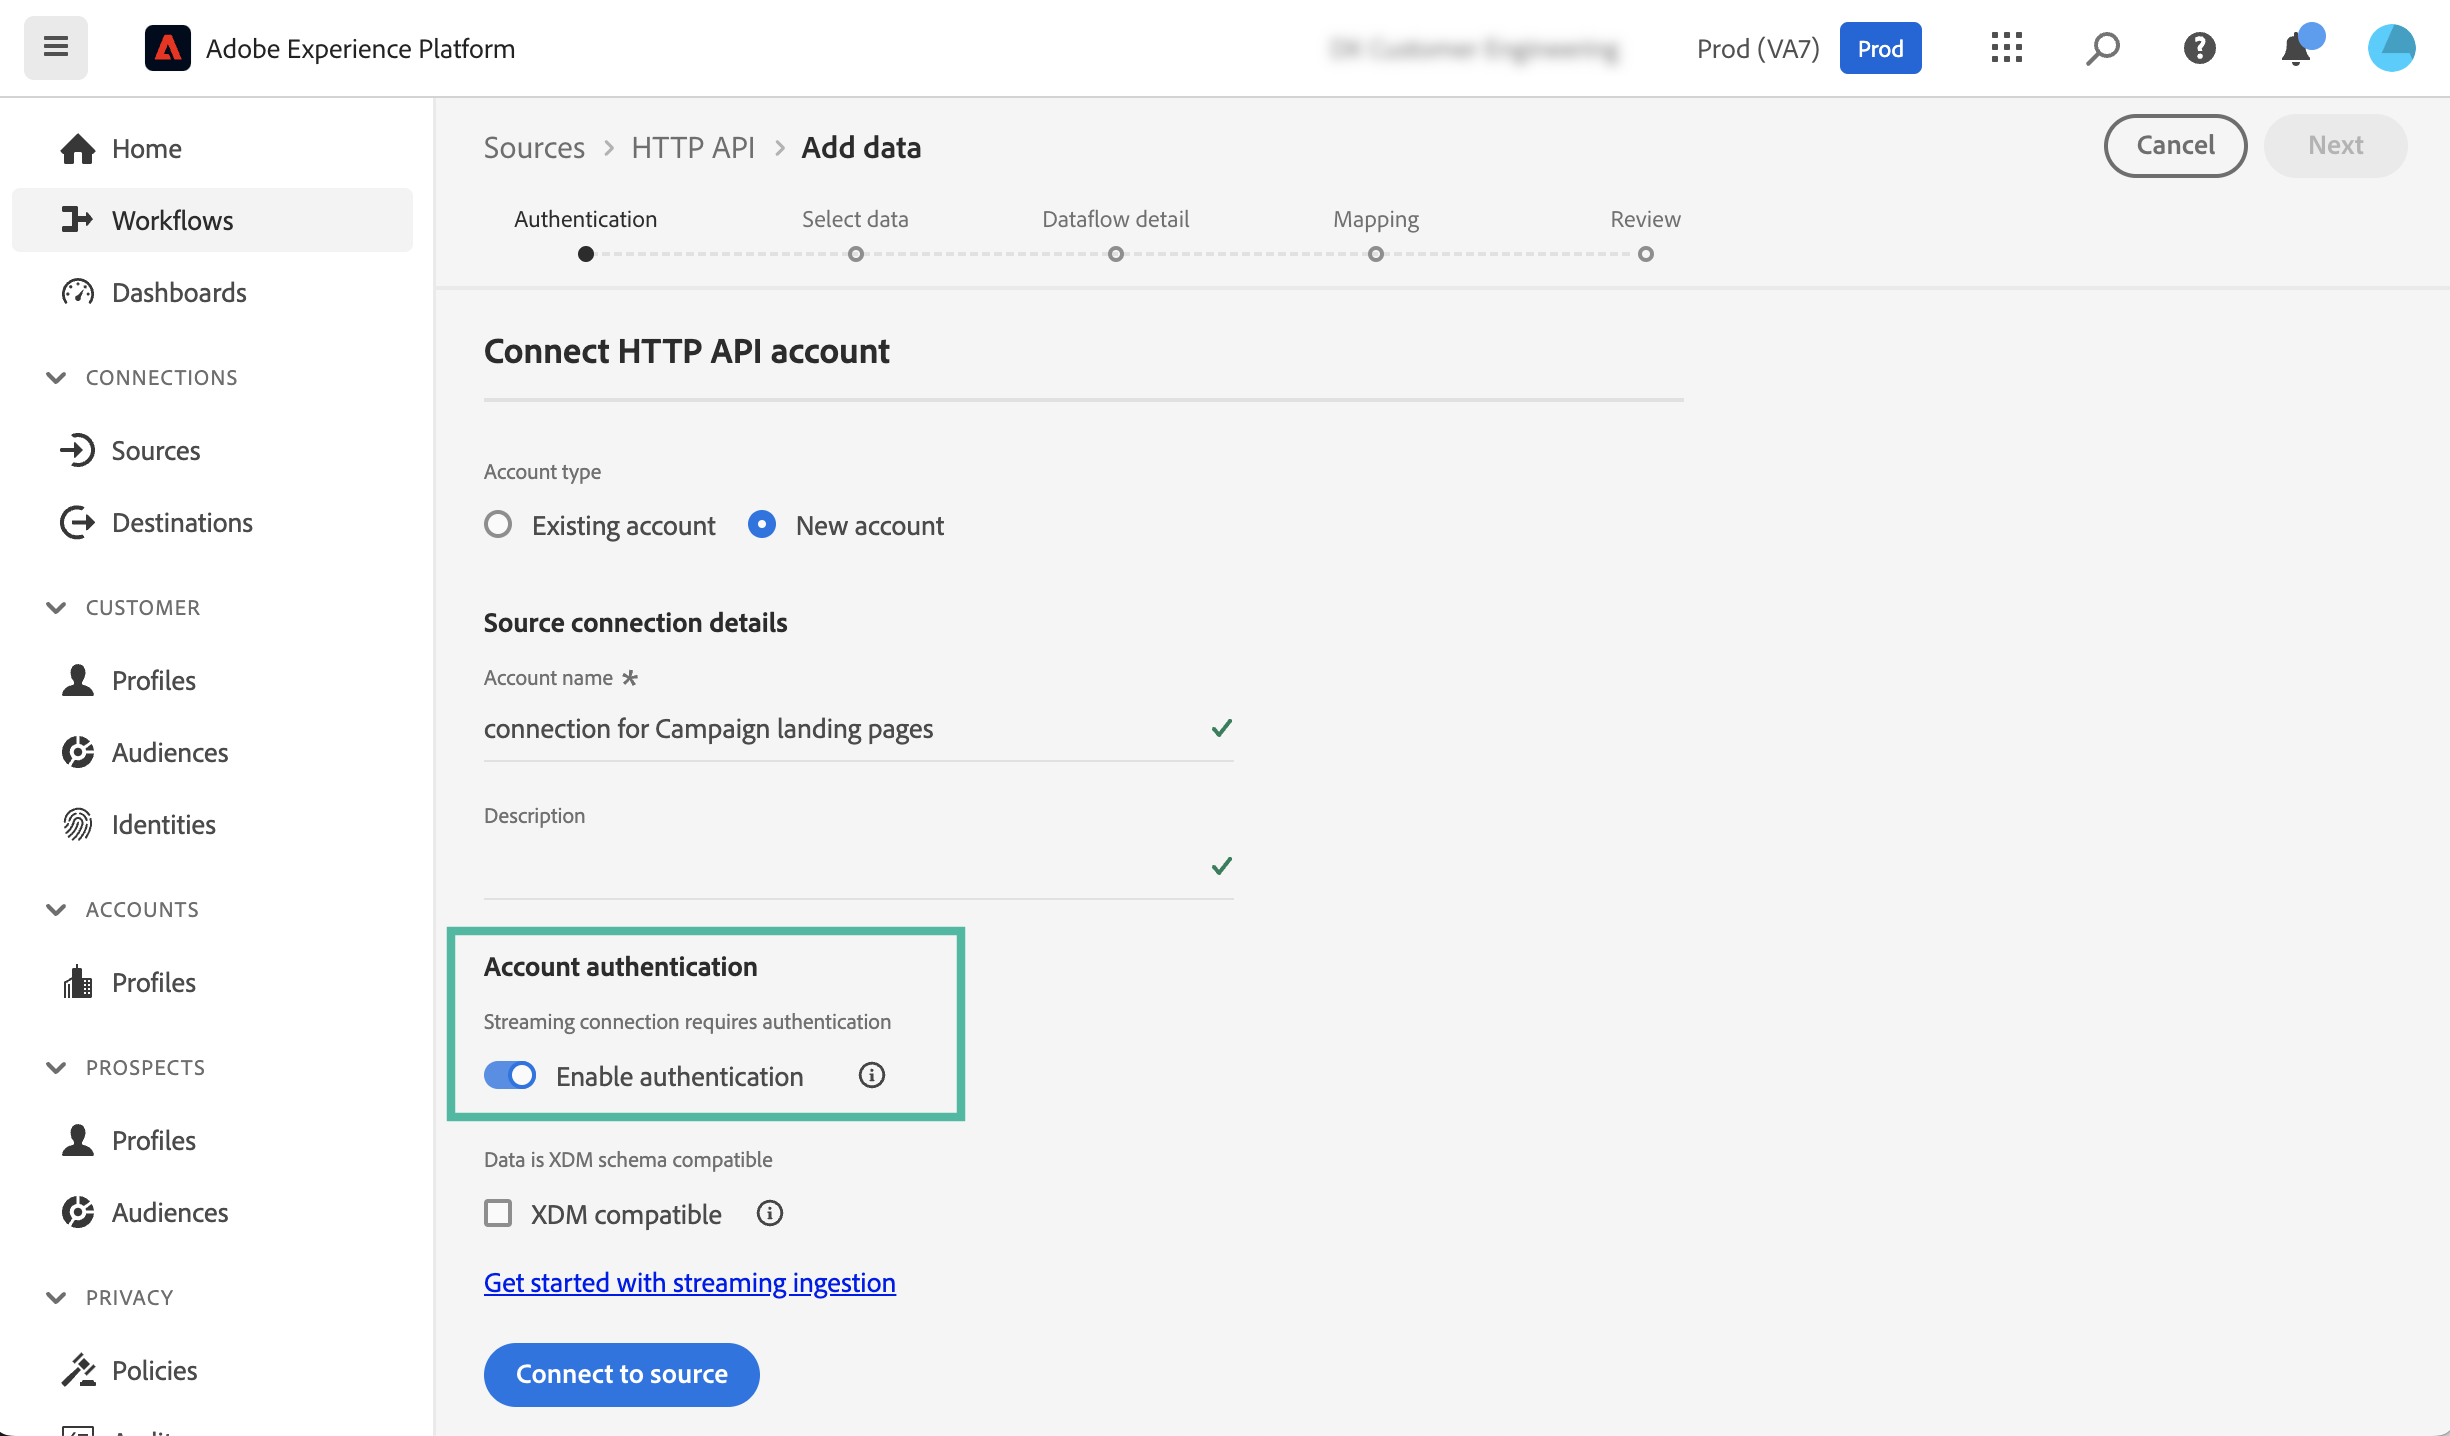 Adobe Experience Platform
Prod (VA7)
Prod
Home
Workflows
Dashboards
CONNECTIONS
Sources
Destinations
CUSTOMER
Profiles
Audiences
Identities
ACCOUNTS
Profiles
PROSPECTS
Profiles
Audiences
PRIVACY
Policies
Sources > HTTP API > Add data
Cancel
Next
Authentication
Select data
Dataflow detail
Mapping
Review
Connect HTTP API account
Account type
Existing account
New account
Source connection details
Account name *
connection for Campaign landing pages
Description
Account authentication
Streaming connection requires authentication
Enable authentication
Data is XDM schema compatible
XDM compatible
Get started with streaming ingestion
Connect to source